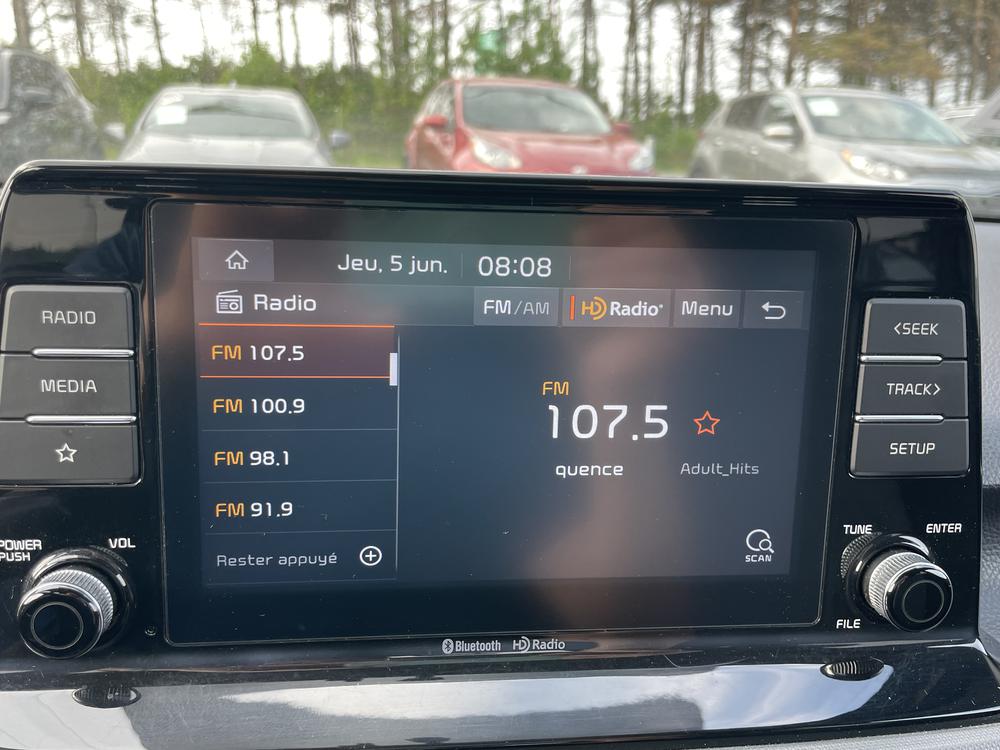 Jeu, 5 jun. 08:08
Radio FM/AM HD Radio Menu
FM 107.5
FM 100.9
FM 98.1
FM 91.9
Rester appuyé
FM
107.5
quence Adult_Hits
SCAN
RADIO
MEDIA
POWER
PUSH
VOL
<SEEK
TRACK>
SETUP
TUNE
ENTER
FILE
Bluetooth HD Radio